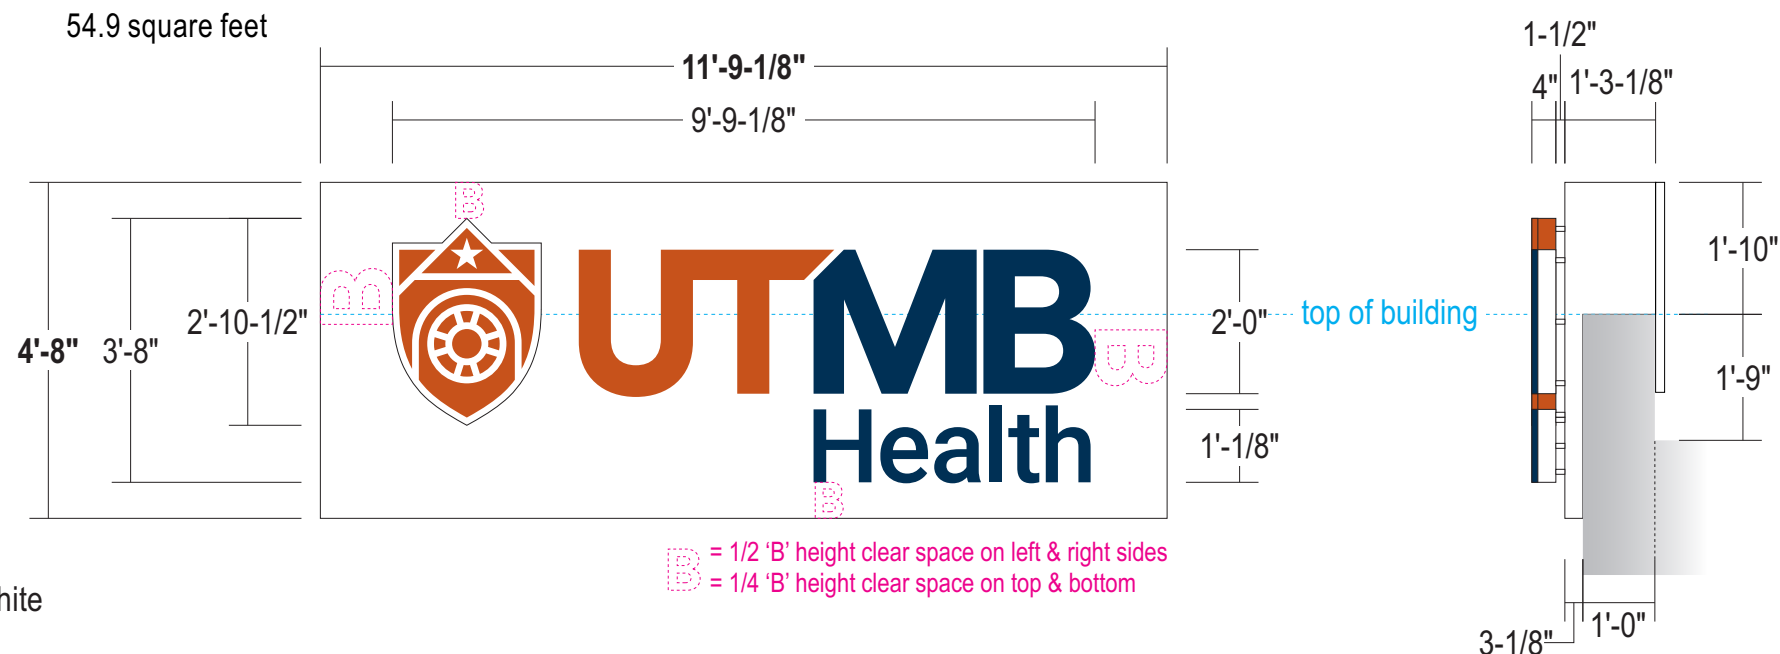 54.9 square feet
11'-9-1/8"
9'-9-1/8"
1-1/2"
4"
1'-3-1/8"
B
B
4'-8"
3'-8"
2'-10-1/2"
UTMB
Health
B
B
2'-0"
1'-1/8"
top of building
1'-10"
1'-9"
B
= 1/2 ‘B’ height clear space on left & right sides
= 1/4 ‘B’ height clear space on top & bottom
hite
3-1/8"
1'-0"